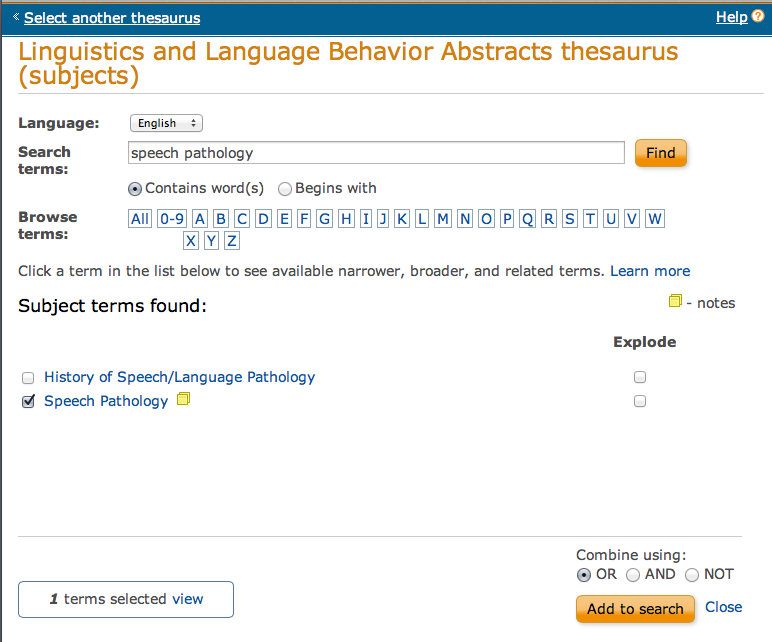 « Select another thesaurus Help ?
Linguistics and Language Behavior Abstracts thesaurus
(subjects)
Language: English
Search
terms: speech pathology Find
Contains word(s) Begins with
Browse
terms: All 0-9 A B C D E F G H I J K L M N O P Q R S T U V W
X Y Z
Click a term in the list below to see available narrower, broader, and related terms. Learn more
Subject terms found: - notes
Explode
History of Speech/Language Pathology
Speech Pathology
Combine using:
OR AND NOT
1 terms selected view
Add to search Close